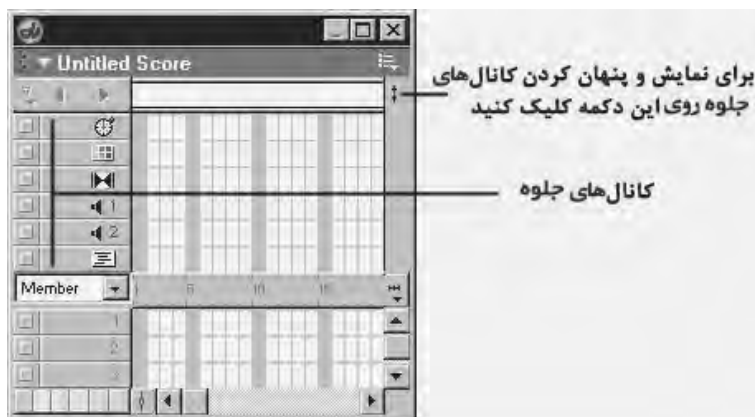 Untitled Score
برای نمایش و پنهان کردن کانال‌های
جلوه روی این دکمه کلیک کنید
1
کانال‌های جلوه
2
Member
5
10
15
1
2
3